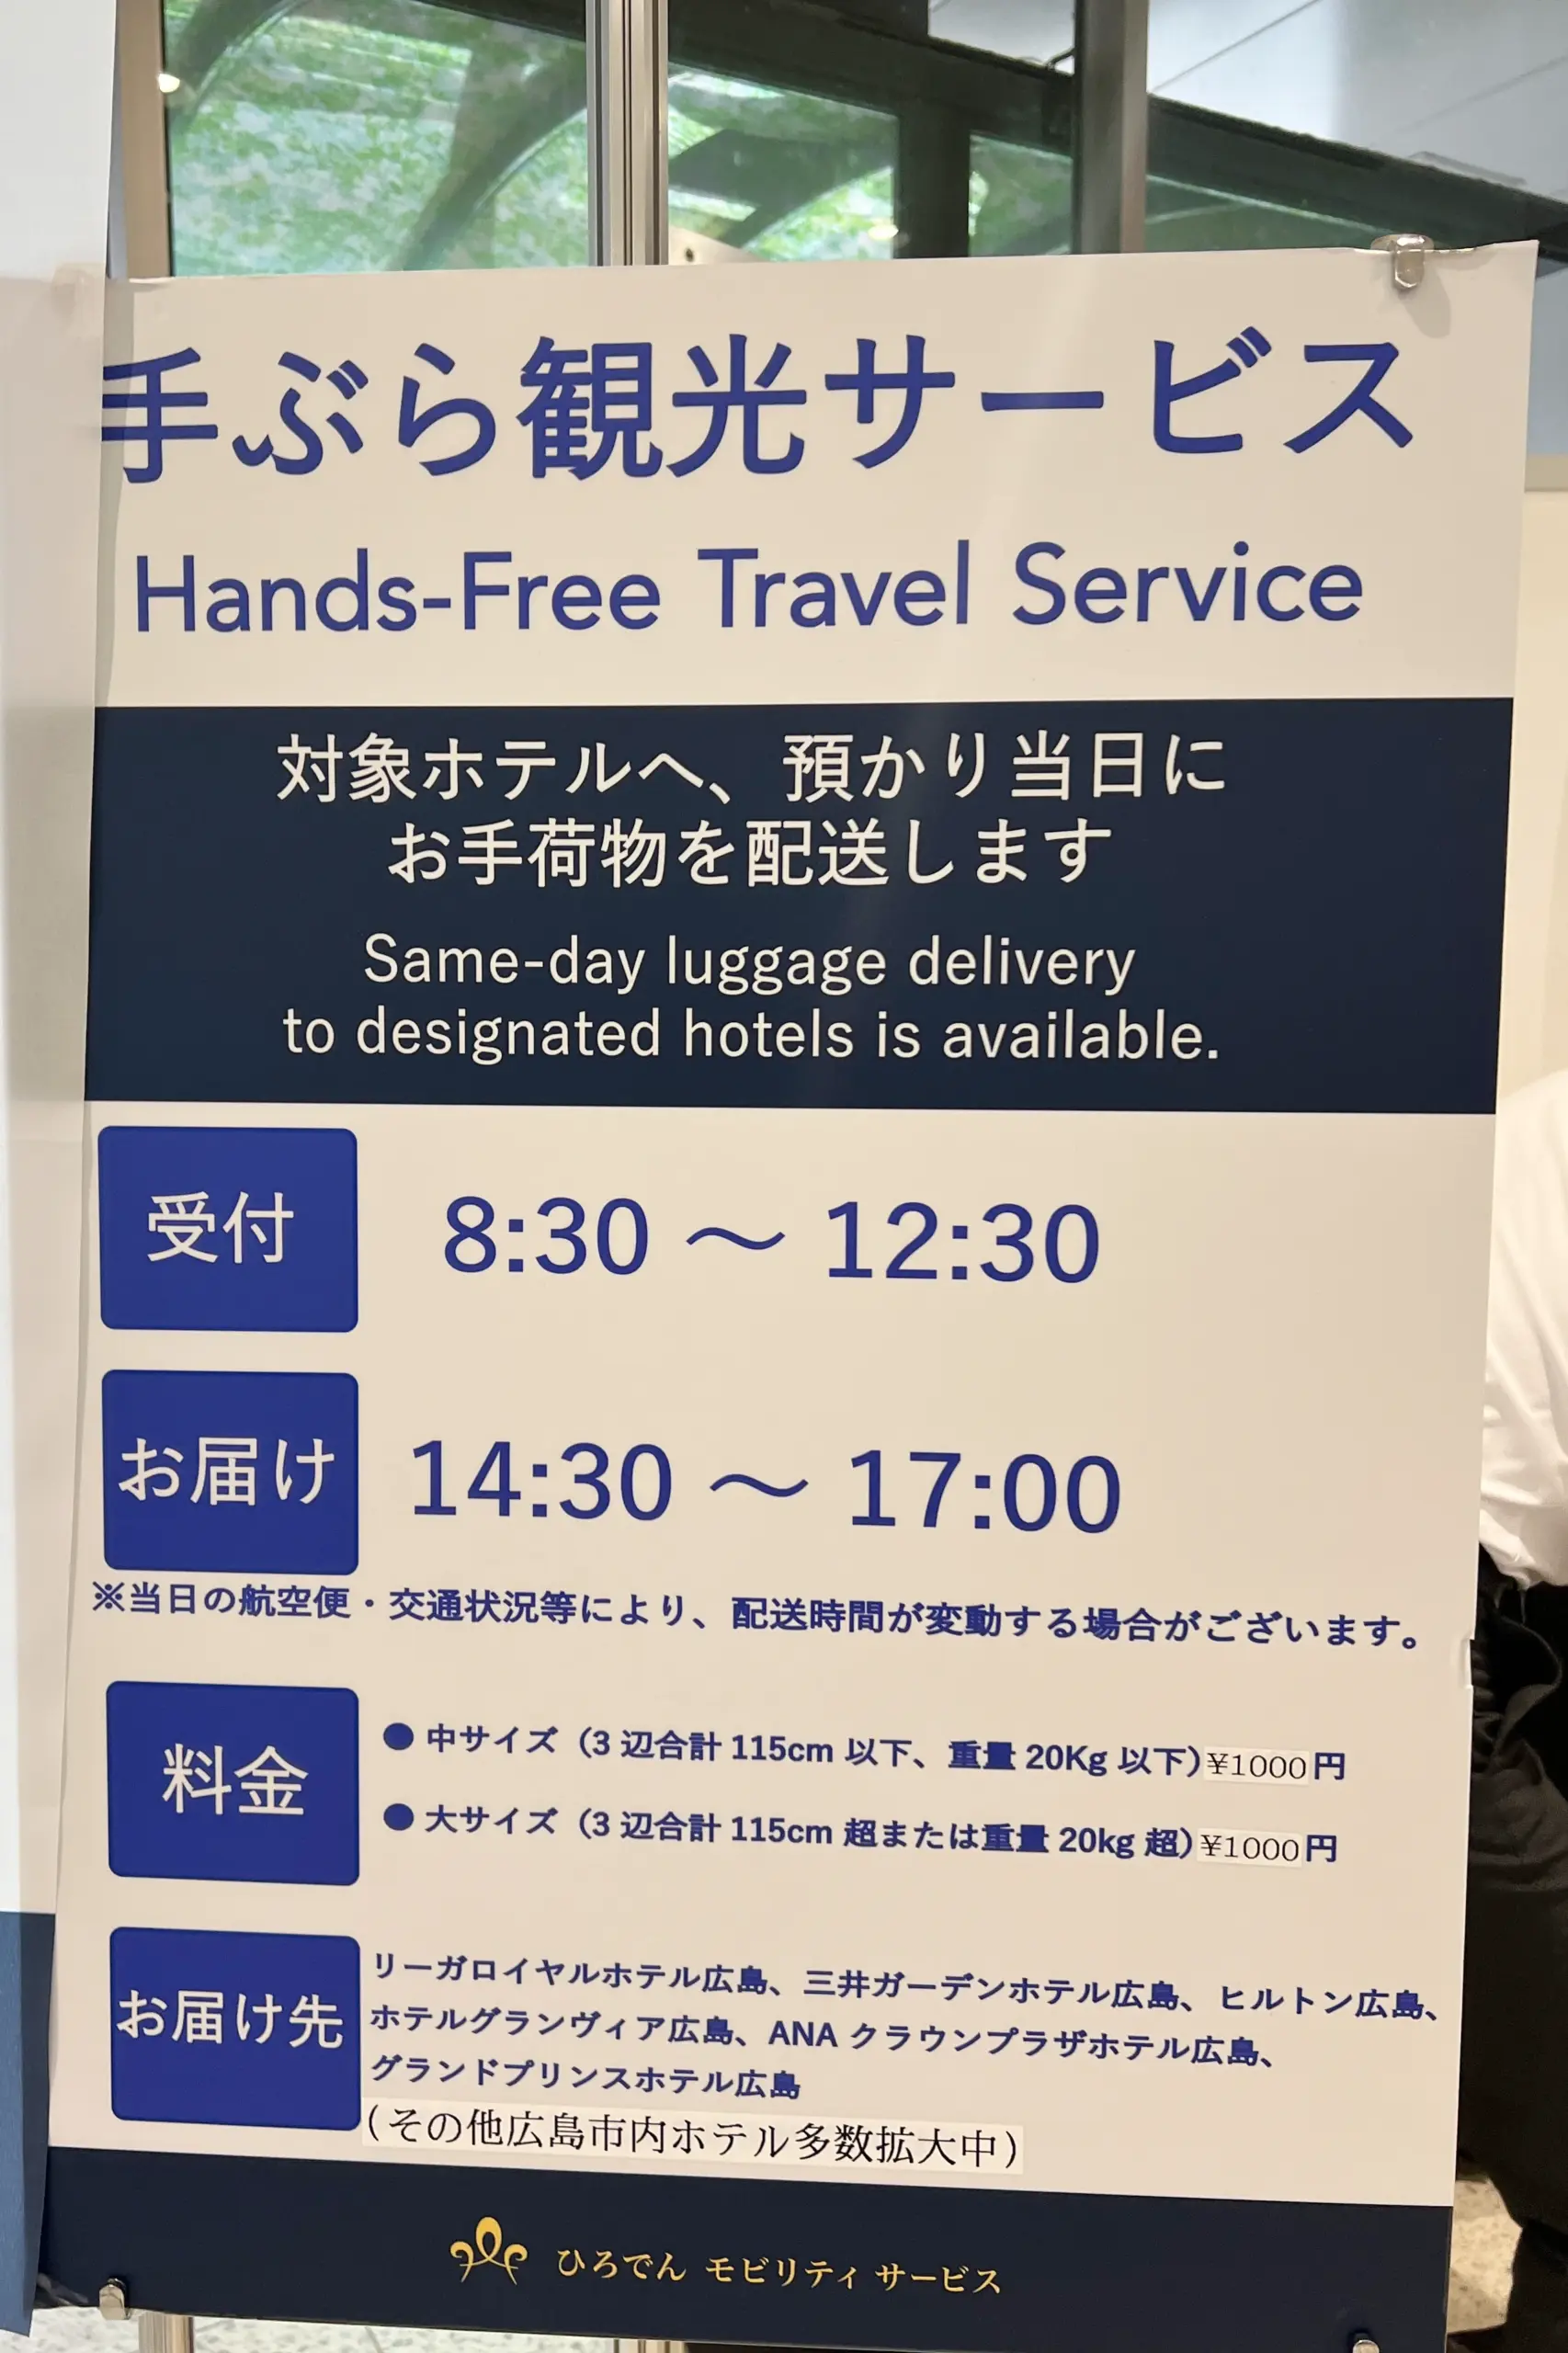 手ぶら観光サービス
Hands-Free Travel Service
対象ホテルへ、預かり当日に
お手荷物を配送します
Same-day luggage delivery
to designated hotels is available.
受付 8:30 ～ 12:30
お届け 14:30 ～ 17:00
※当日の航空便・交通状況等により、配送時間が変動する場合がございます。
料金
● 中サイズ（3 辺合計 115cm 以下、重量 20Kg 以下）¥1000円
● 大サイズ（3 辺合計 115cm 超または重量 20kg 超）¥1000円
お届け先
リーガロイヤルホテル広島、三井ガーデンホテル広島、ヒルトン広島、
ホテルグランヴィア広島、ANA クラウンプラザホテル広島、
グランドプリンスホテル広島
（その他広島市内ホテル多数拡大中）
ひろでん モビリティ サービス